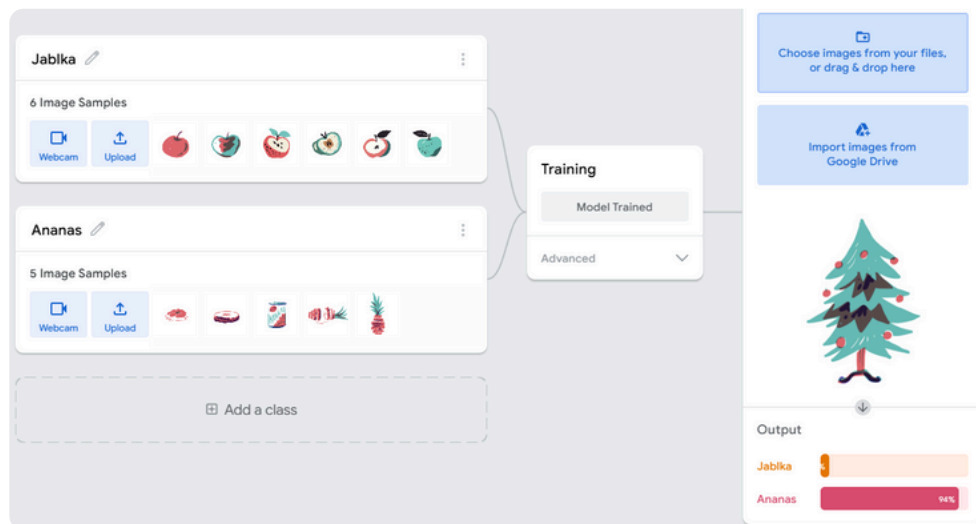 Jablka
6 Image Samples
Webcam
Upload
Ananas
5 Image Samples
Webcam
Upload
Add a class
Training
Model Trained
Advanced
Choose images from your files,
or drag & drop here
Import images from
Google Drive
Output
Jablka
Ananas
94%